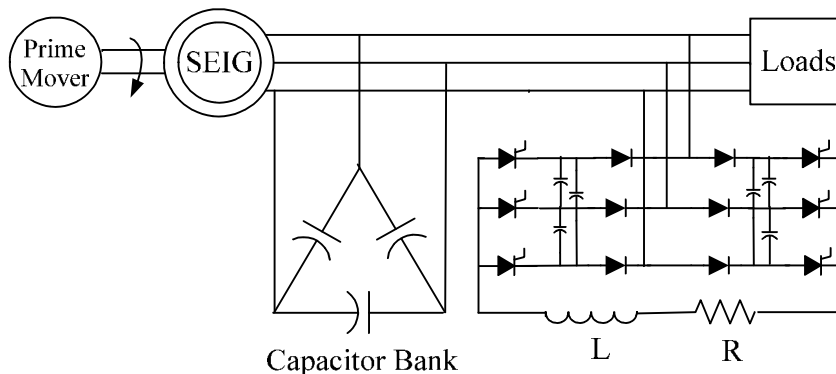 Prime
Mover
SEIG
Loads
Capacitor Bank
L
R